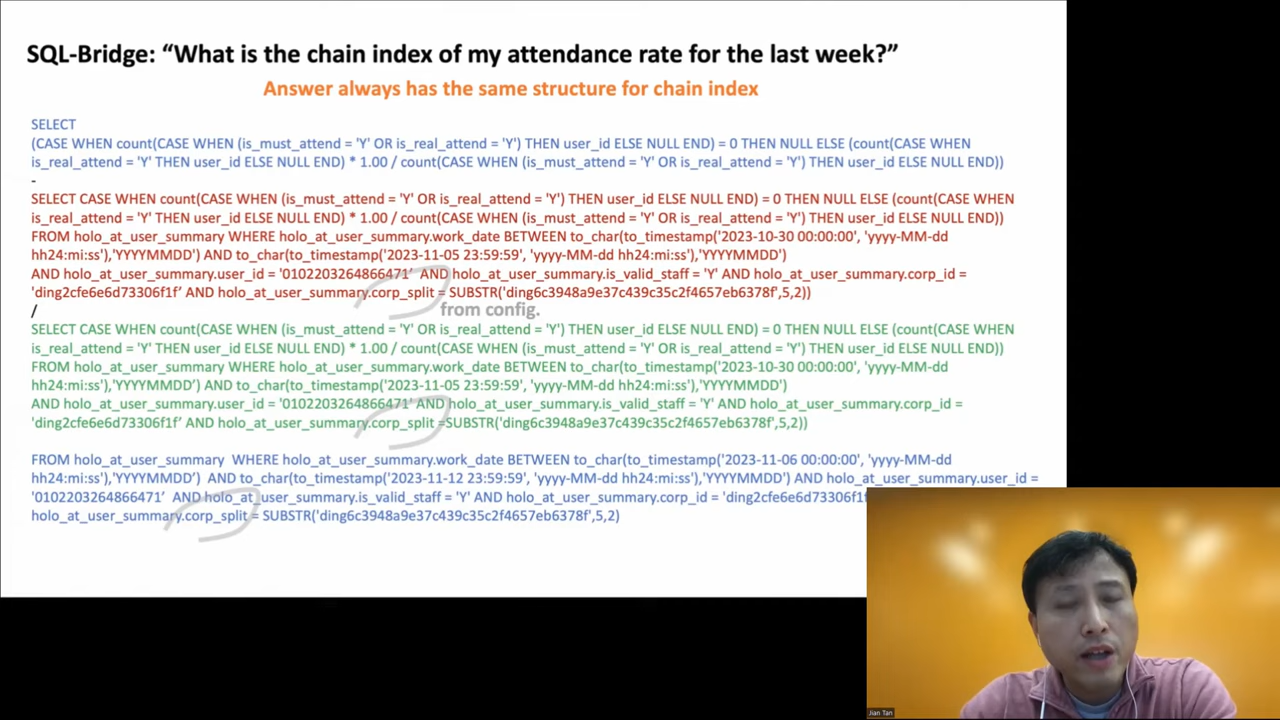 SQL-Bridge: “What is the chain index of my attendance rate for the last week?”
Answer always has the same structure for chain index
SELECT
(CASE WHEN count(CASE WHEN (is_must_attend = 'Y' OR is_real_attend = 'Y') THEN user_id ELSE NULL END) = 0 THEN NULL ELSE (count(CASE WHEN
is_real_attend = 'Y' THEN user_id ELSE NULL END) * 1.00 / count(CASE WHEN (is_must_attend = 'Y' OR is_real_attend = 'Y') THEN user_id ELSE NULL END))
-
SELECT CASE WHEN count(CASE WHEN (is_must_attend = 'Y' OR is_real_attend = 'Y') THEN user_id ELSE NULL END) = 0 THEN NULL ELSE (count(CASE WHEN
is_real_attend = 'Y' THEN user_id ELSE NULL END) * 1.00 / count(CASE WHEN (is_must_attend = 'Y' OR is_real_attend = 'Y') THEN user_id ELSE NULL END))
FROM holo_at_user_summary WHERE holo_at_user_summary.work_date BETWEEN to_char(to_timestamp('2023-10-30 00:00:00', 'yyyy-MM-dd
hh24:mi:ss'),'YYYYMMDD') AND to_char(to_timestamp('2023-11-05 23:59:59', 'yyyy-MM-dd hh24:mi:ss'),'YYYYMMDD')
AND holo_at_user_summary.user_id = '0102203264866471’ AND holo_at_user_summary.is_valid_staff = 'Y' AND holo_at_user_summary.corp_id =
'ding2cfe6e6d73306f1f’ AND holo_at_user_summary.corp_split = SUBSTR('ding6c3948a9e37c439c35c2f4657eb6378f',5,2))
/
from config.
SELECT CASE WHEN count(CASE WHEN (is_must_attend = 'Y' OR is_real_attend = 'Y') THEN user_id ELSE NULL END) = 0 THEN NULL ELSE (count(CASE WHEN
is_real_attend = 'Y' THEN user_id ELSE NULL END) * 1.00 / count(CASE WHEN (is_must_attend = 'Y' OR is_real_attend = 'Y') THEN user_id ELSE NULL END))
FROM holo_at_user_summary WHERE holo_at_user_summary.work_date BETWEEN to_char(to_timestamp('2023-10-30 00:00:00', 'yyyy-MM-dd
hh24:mi:ss'),'YYYYMMDD’) AND to_char(to_timestamp('2023-11-05 23:59:59', 'yyyy-MM-dd hh24:mi:ss'),'YYYYMMDD')
AND holo_at_user_summary.user_id = '0102203264866471' AND holo_at_user_summary.is_valid_staff = 'Y' AND holo_at_user_summary.corp_id =
'ding2cfe6e6d73306f1f’ AND holo_at_user_summary.corp_split =SUBSTR('ding6c3948a9e37c439c35c2f4657eb6378f',5,2))
FROM holo_at_user_summary WHERE holo_at_user_summary.work_date BETWEEN to_char(to_timestamp('2023-11-06 00:00:00', 'yyyy-MM-dd
hh24:mi:ss'),'YYYYMMDD’) AND to_char(to_timestamp('2023-11-12 23:59:59', 'yyyy-MM-dd hh24:mi:ss'),'YYYYMMDD') AND holo_at_user_summary.user_id =
'0102203264866471’ AND holo_at_user_summary.is_valid_staff = 'Y' AND holo_at_user_summary.corp_id = 'ding2cfe6e6d73306f1f
holo_at_user_summary.corp_split = SUBSTR('ding6c3948a9e37c439c35c2f4657eb6378f',5,2)
Jian Tan